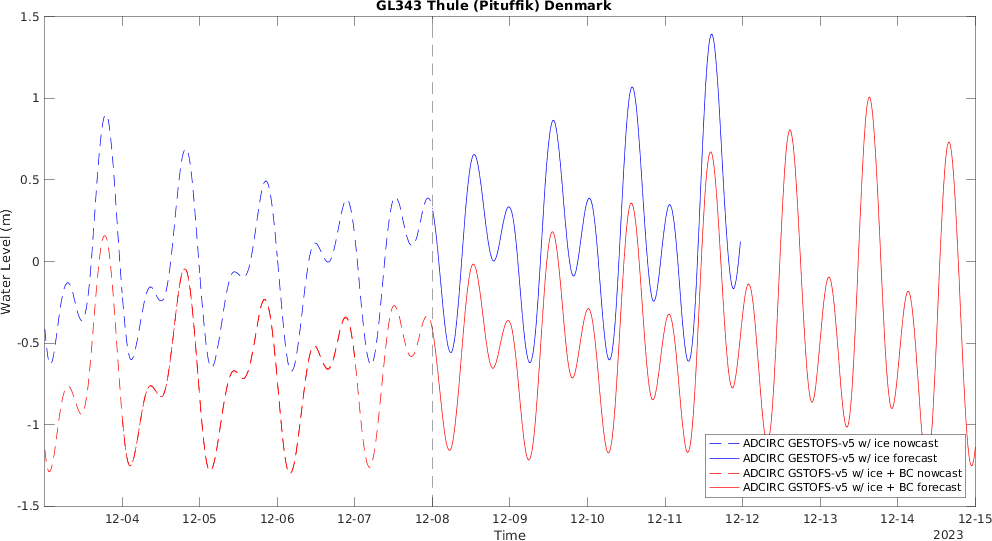 GL343 Thule (Pituffik) Denmark
1.5
1
0.5
0
-0.5
-1
-1.5
Water Level (m)
12-04
12-05
12-06
12-07
12-08
12-09
12-10
12-11
12-12
12-13
12-14
12-15
Time
2023
ADCIRC GESTOFS-v5 w/ ice nowcast
ADCIRC GESTOFS-v5 w/ ice forecast
ADCIRC GSTOFS-v5 w/ ice + BC nowcast
ADCIRC GSTOFS-v5 w/ ice + BC forecast